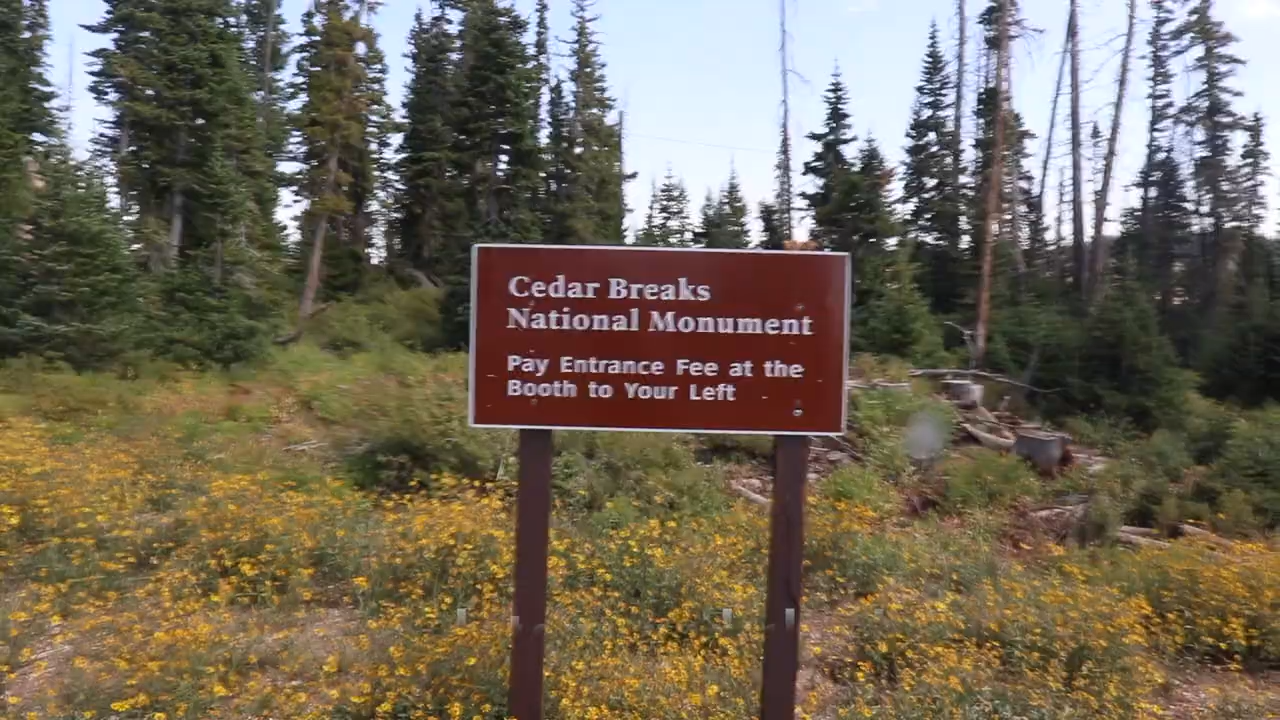 Cedar Breaks
National Monument
Pay Entrance Fee at the
Booth to Your Left